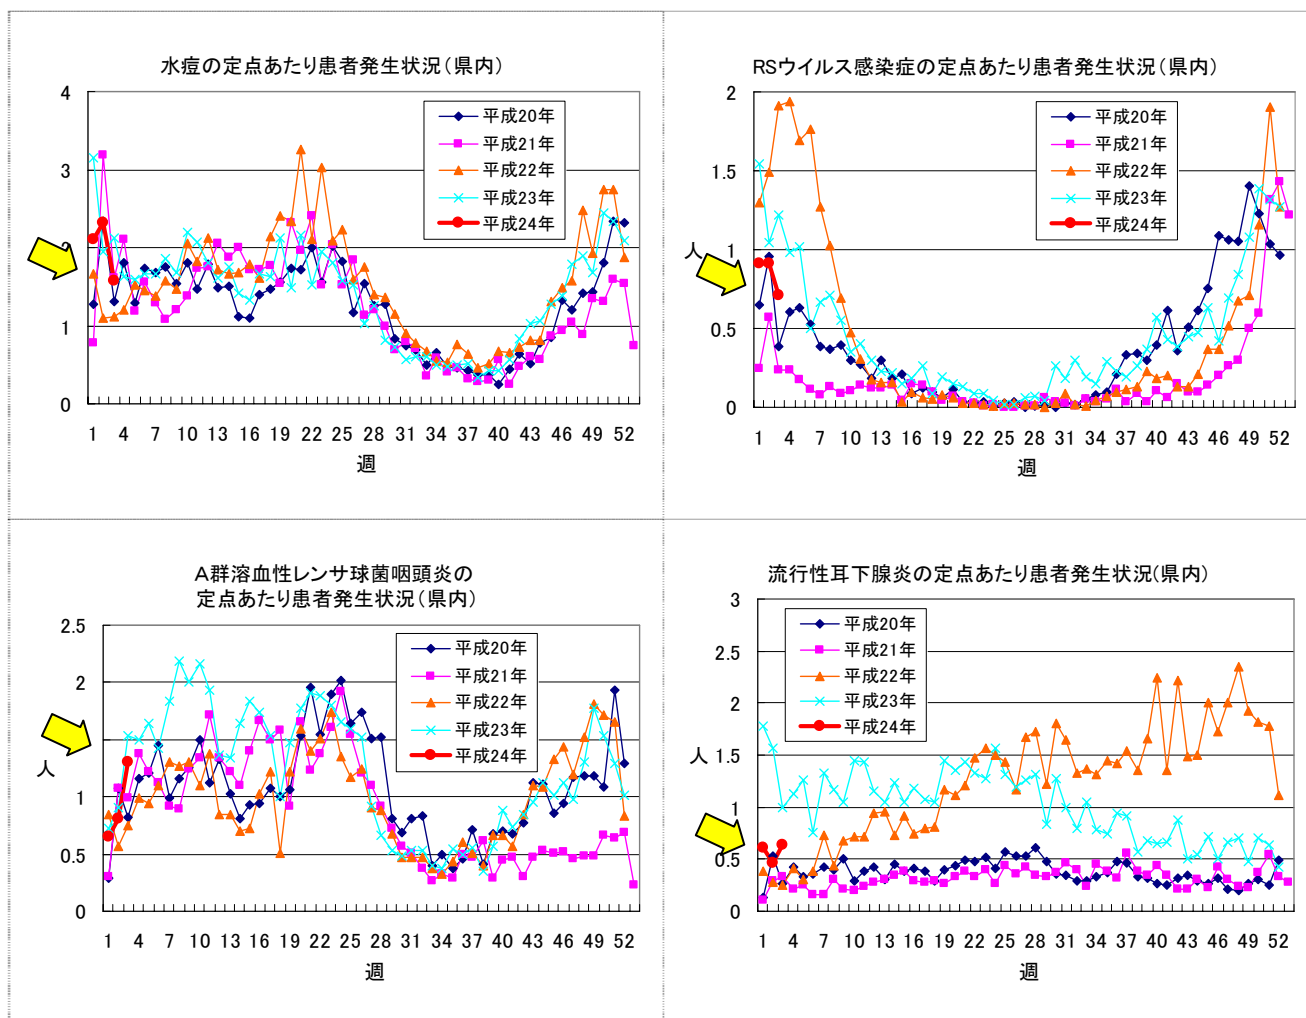 水痘の定点あたり患者発生状況（県内）
4
3
2
1
0
平成20年
平成21年
平成22年
平成23年
平成24年
1 4 7 10 13 16 19 22 25 28 31 34 37 40 43 46 49 52
週
RSウイルス感染症の定点あたり患者発生状況（県内）
2
1.5
1
0.5
0
人
平成20年
平成21年
平成22年
平成23年
平成24年
1 4 7 10 13 16 19 22 25 28 31 34 37 40 43 46 49 52
週
A群溶血性レンサ球菌咽頭炎の
定点あたり患者発生状況（県内）
2.5
2
1.5
1
0.5
0
人
平成20年
平成21年
平成22年
平成23年
平成24年
1 4 7 10 13 16 19 22 25 28 31 34 37 40 43 46 49 52
週
流行性耳下腺炎の定点あたり患者発生状況(県内）
3
2.5
2
1.5
1
0.5
0
人
平成20年
平成21年
平成22年
平成23年
平成24年
1 4 7 10 13 16 19 22 25 28 31 34 37 40 43 46 49 52
週